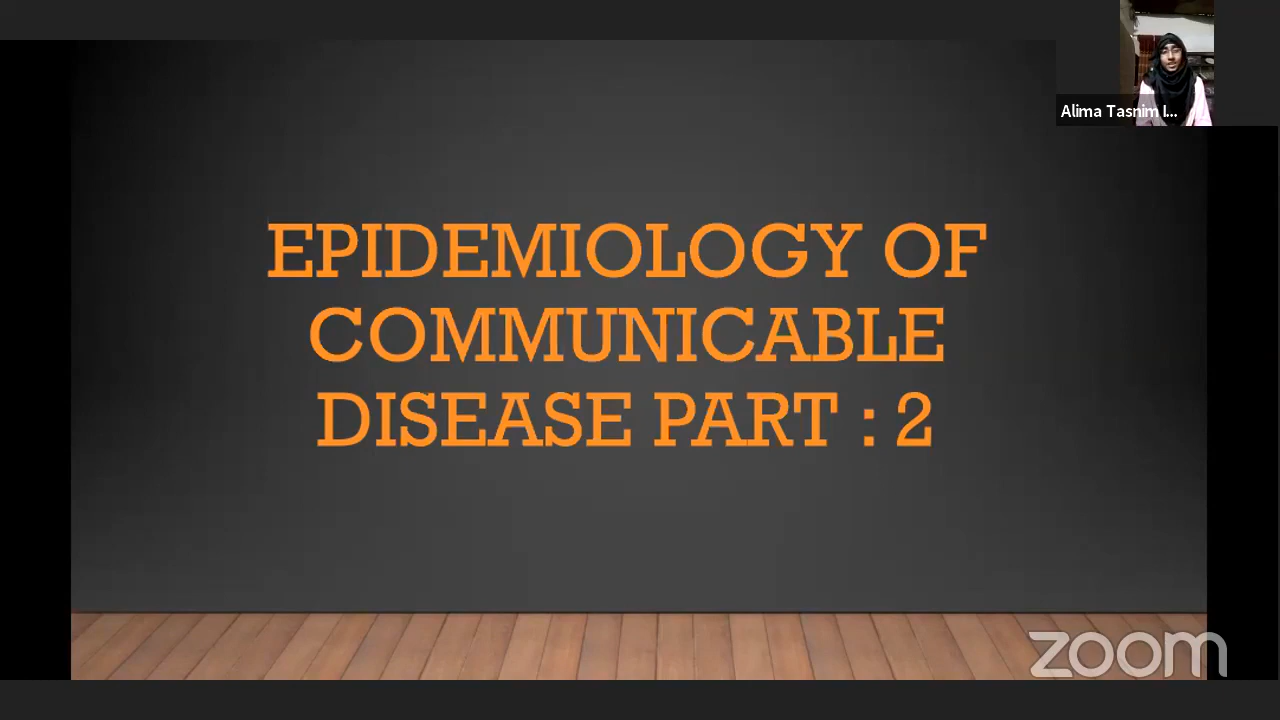 Alima Tasnim I...
EPIDEMIOLOGY OF
COMMUNICABLE
DISEASE PART : 2
zoom